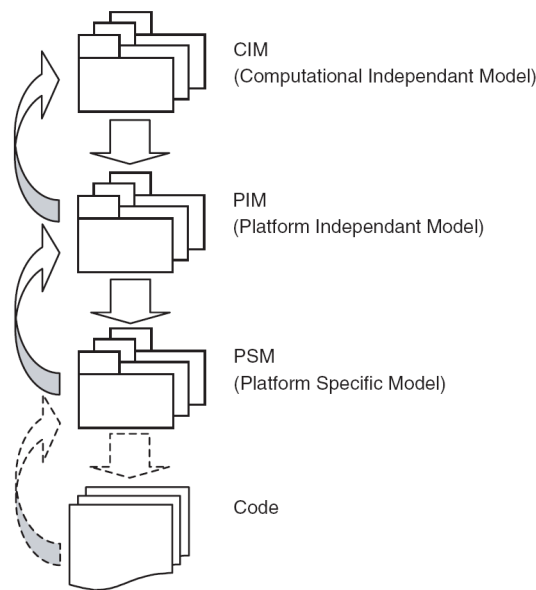 CIM
(Computational Independant Model)
PIM
(Platform Independant Model)
PSM
(Platform Specific Model)
Code